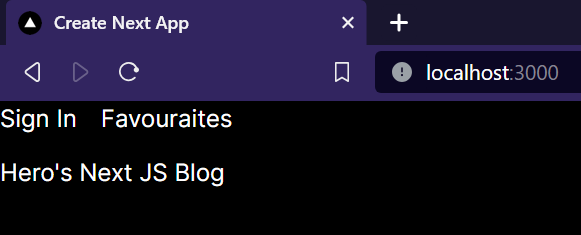 Create Next App
localhost:3000
Sign In Favouraites
Hero's Next JS Blog